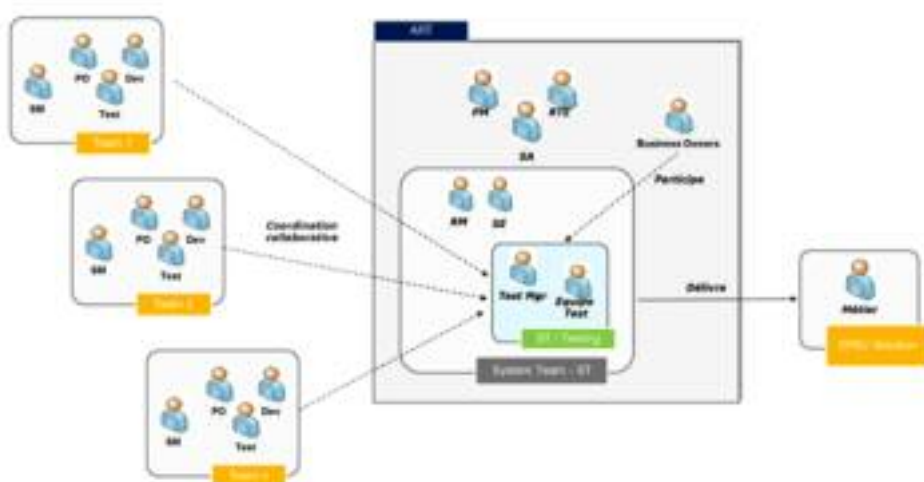 ART
PO
Dev
SM
Test
Team 1
PM
RTE
SA
Business Owners
Participe
PO
Dev
SM
Test
Team 2
Coordination
collaborative
RM
Test Mgr
Equipe
Test
ST - Testing
System Team - ST
Délivre
Métier
PO
Dev
SM
Test